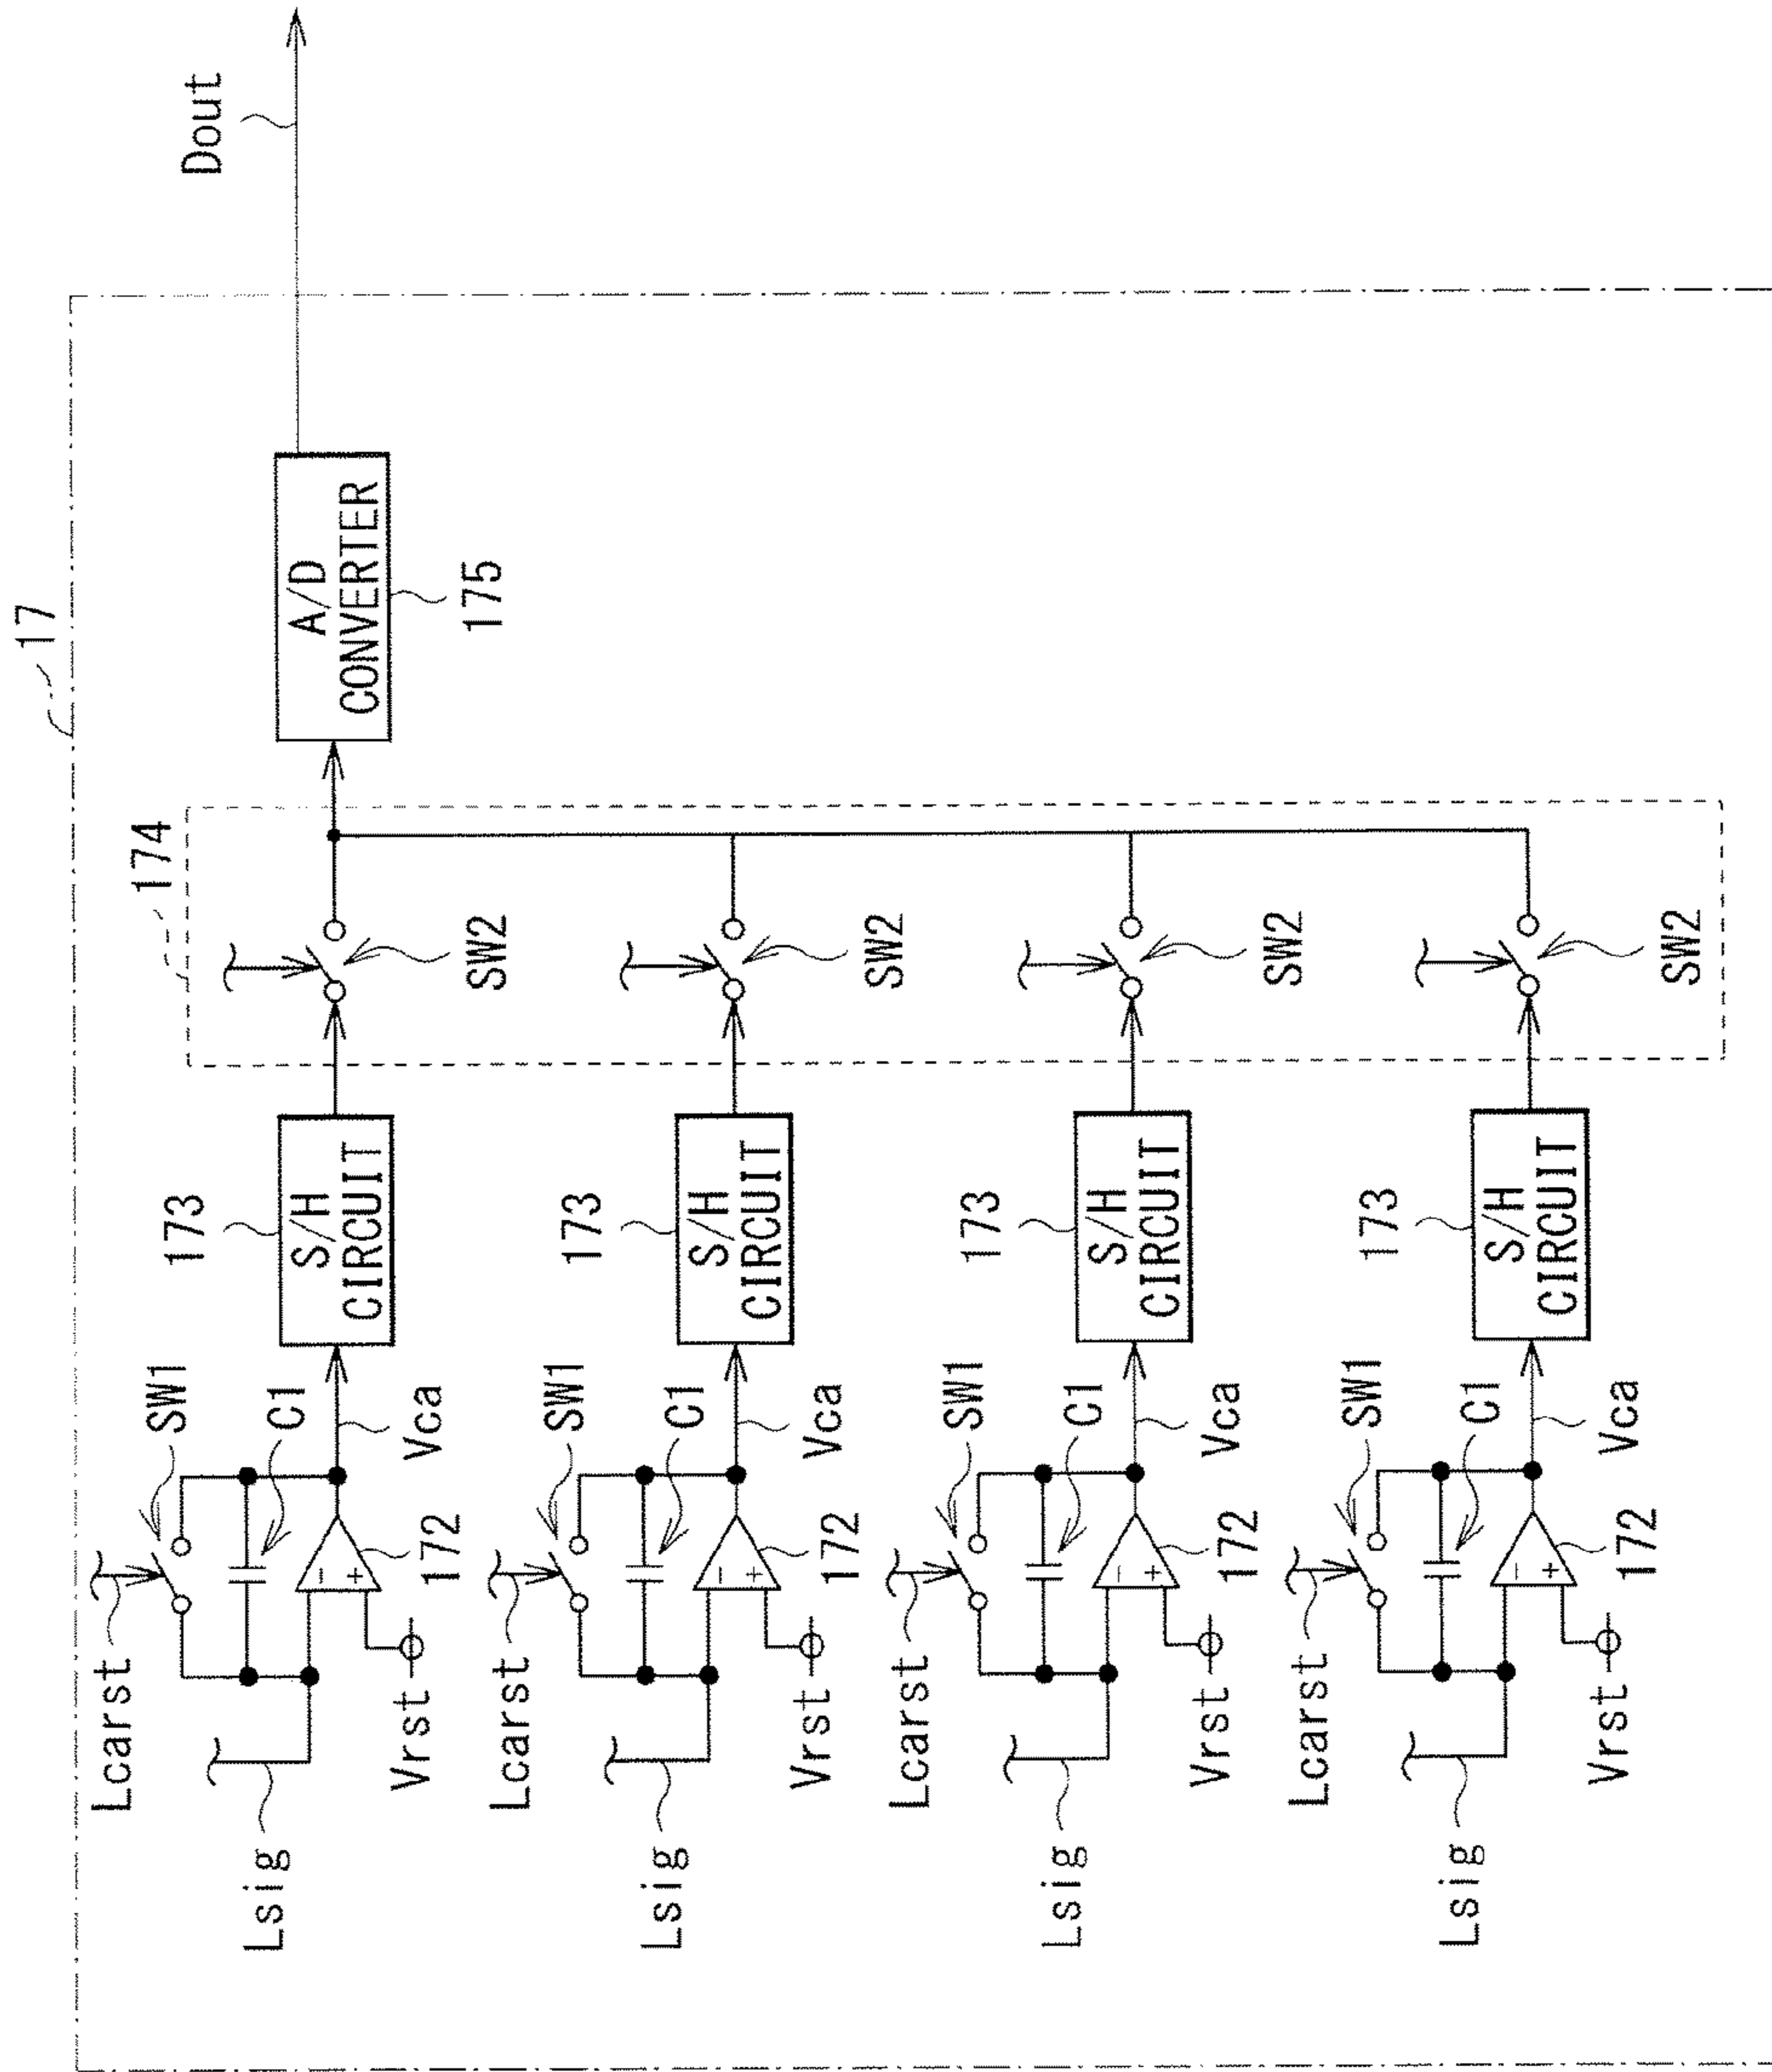 17
Dout
A/D
CONVERTER
175
174
SW2
SW2
SW2
SW2
173
S/H
CIRCUIT
173
S/H
CIRCUIT
173
S/H
CIRCUIT
173
S/H
CIRCUIT
Lcarst
SW1
C1
Vca
−
+
172
Vrst
Lsig
Lcarst
SW1
C1
Vca
−
+
172
Vrst
Lsig
Lcarst
SW1
C1
Vca
−
+
172
Vrst
Lsig
Lcarst
SW1
C1
Vca
−
+
172
Vrst
Lsig